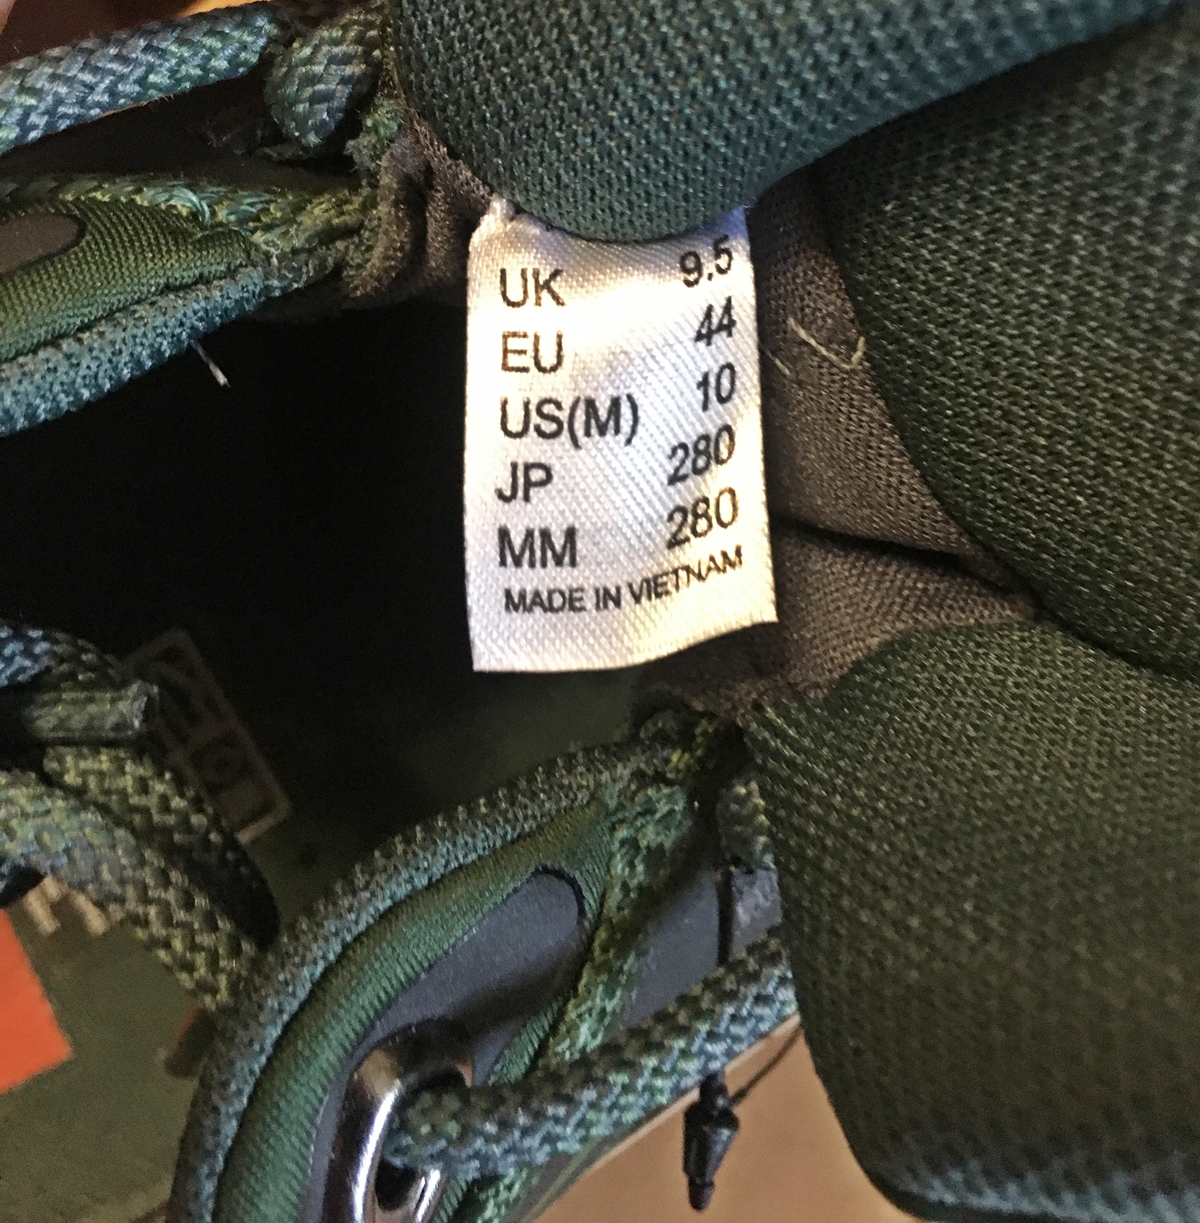 UK 9.5
EU 44
US(M) 10
JP 280
MM 280
MADE IN VIETNAM